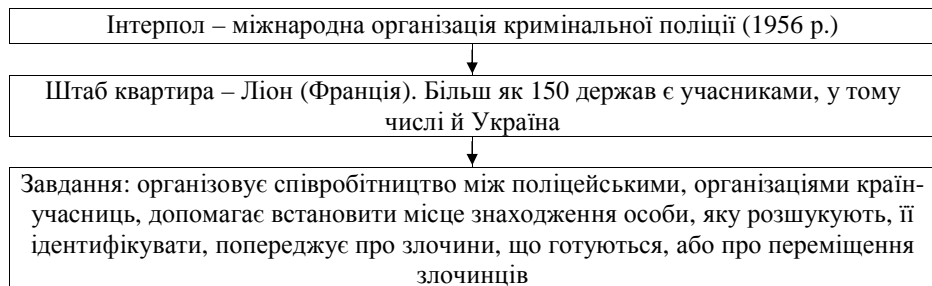 Інтерпол – міжнародна організація кримінальної поліції (1956 р.)
Штаб квартира – Ліон (Франція). Більш як 150 держав є учасниками, у тому
числі й Україна
Завдання: організовує співробітництво між поліцейськими, організаціями країн-
учасниць, допомагає встановити місце знаходження особи, яку розшукують, її
ідентифікувати, попереджує про злочини, що готуються, або про переміщення
злочинців